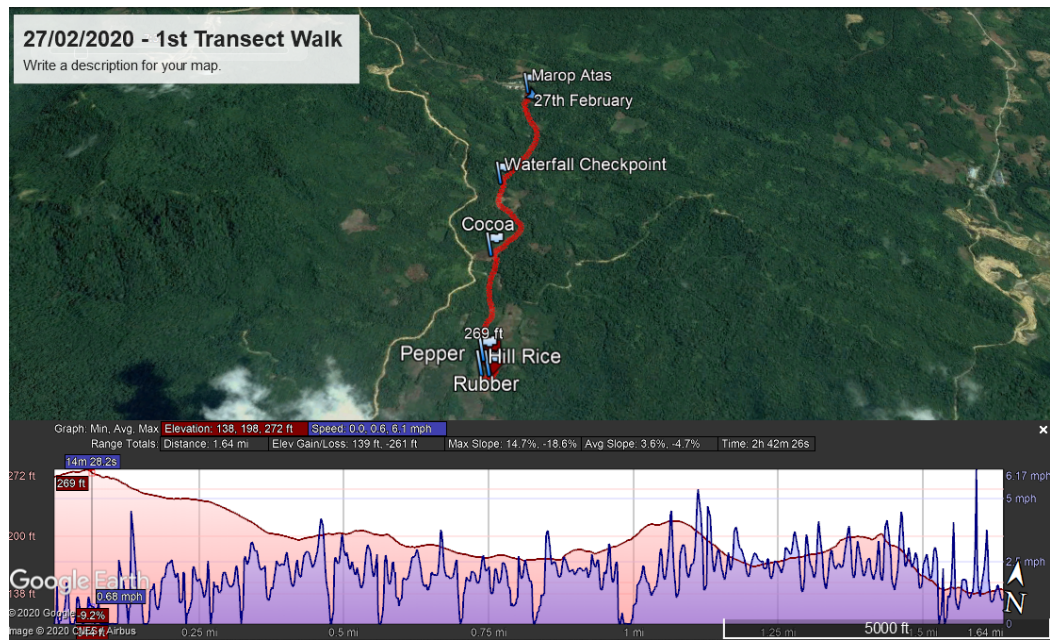 27/02/2020 - 1st Transect Walk
Write a description for your map.
Marop Atas
27th February
Waterfall Checkpoint
Cocoa
269 ft
Pepper
Hill Rice
Rubber
Graph: Min, Avg, Max Elevation: 138, 198, 272 ft Speed: 0.0, 0.6, 6.1 mph
Range Totals: Distance: 1.64 mi Elev Gain/Loss: 139 ft, -261 ft Max Slope: 14.7%, -18.6% Avg Slope: 3.6%, -4.7% Time: 2h 42m 26s
14m 28.2s
272 ft 6.17 mph
269 ft
5 mph
200 ft
mph
Google Earth
138 ft 0.68 mph
N
© 2020 Google -9.2%
Image © 2020 CNES / Airbus 0.25 mi 0.5 mi 0.75 mi 1 mi 1.25 mi 1.5 mi 1.64 mi
5000 ft
0